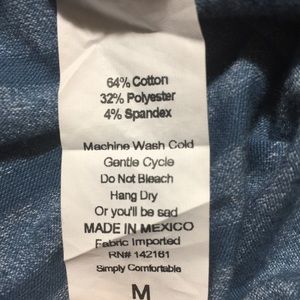 64% Cotton
32% Polyester
4% Spandex
Machine Wash Cold
Gentle Cycle
Do Not Bleach
Hang Dry
Or you'll be sad
MADE IN MEXICO
Fabric Imported
RN# 142161
Simply Comfortable
M